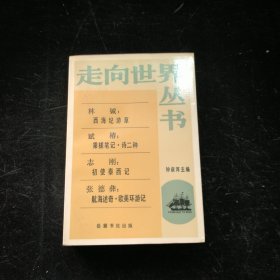 走向世界
丛书
林鍼:
西海纪游草
斌椿:
乘槎笔记·诗二种
志刚:
初使泰西记
张德彝:
航海述奇·欧美环游记
钟叔河主编
岳麓书社出版